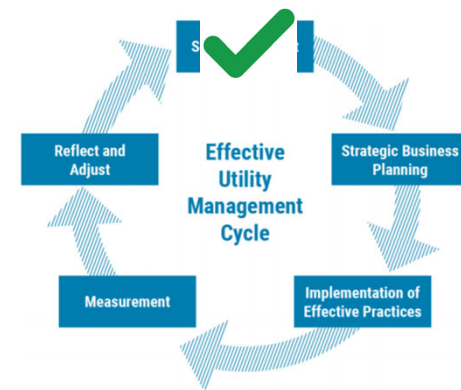 Effective
Utility
Management
Cycle
Strategic Business
Planning
Implementation of
Effective Practices
Measurement
Reflect and
Adjust